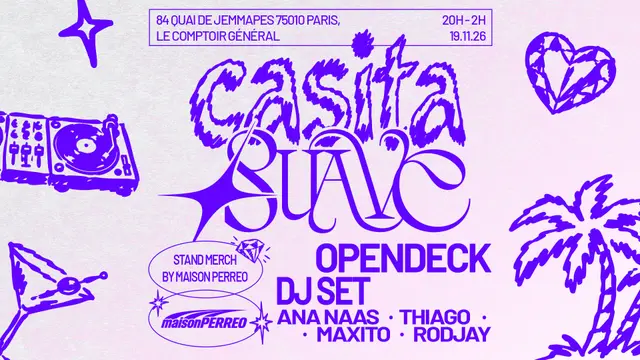 84 QUAI DE JEMMAPES 75010 PARIS,
LE COMPTOIR GÉNÉRAL
20H - 2H
19.11.26
casita
SUAVE
STAND MERCH
BY MAISON PERREO
maisonPERREO
OPENDECK
DJ SET
ANA NAAS · THIAGO ·
· MAXITO · RODJAY